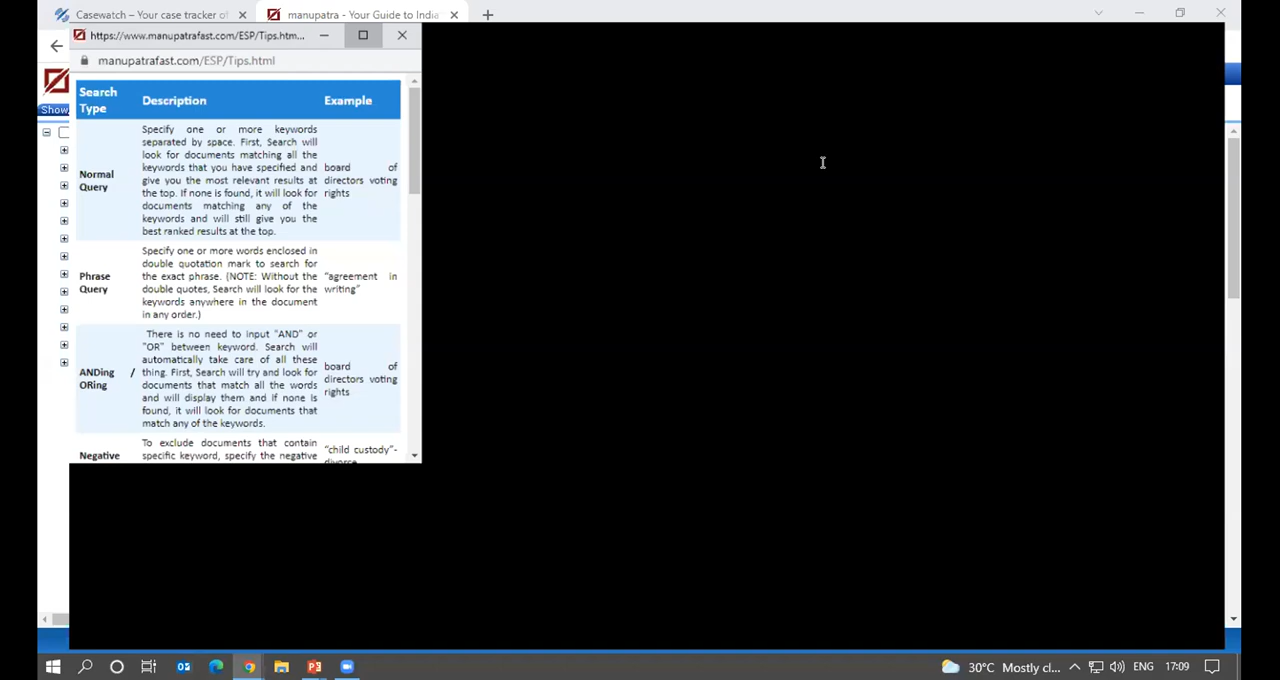 Casewatch – Your case tracker of
manupatra - Your Guide to India
https://www.manupatrafast.com/ESP/Tips.htm...
manupatrafast.com/ESP/Tips.html
Show
Search Type Description Example
Normal Query
Specify one or more keywords
separated by space. First, Search will
look for documents matching all the
keywords that you have specified and
give you the most relevant results at
the top. If none is found, it will look for
documents matching any of the
keywords and will still give you the
best ranked results at the top.
board of
directors voting
rights
Phrase
Query
Specify one or more words enclosed in
double quotation mark to search for
the exact phrase. (NOTE: Without the
double quotes, Search will look for the
keywords anywhere in the document
in any order.)
"agreement in
writing"
ANDing /
ORing
There is no need to input "AND" or
"OR" between keyword. Search will
automatically take care of all these
thing. First, Search will try and look for
documents that match all the words
and will display them and if none is
found, it will look for documents that
match any of the keywords.
board of
directors voting
rights
Negative
To exclude documents that contain
specific keyword, specify the negative
"child custody"-
divorce
30°C Mostly cl... ENG 17:09